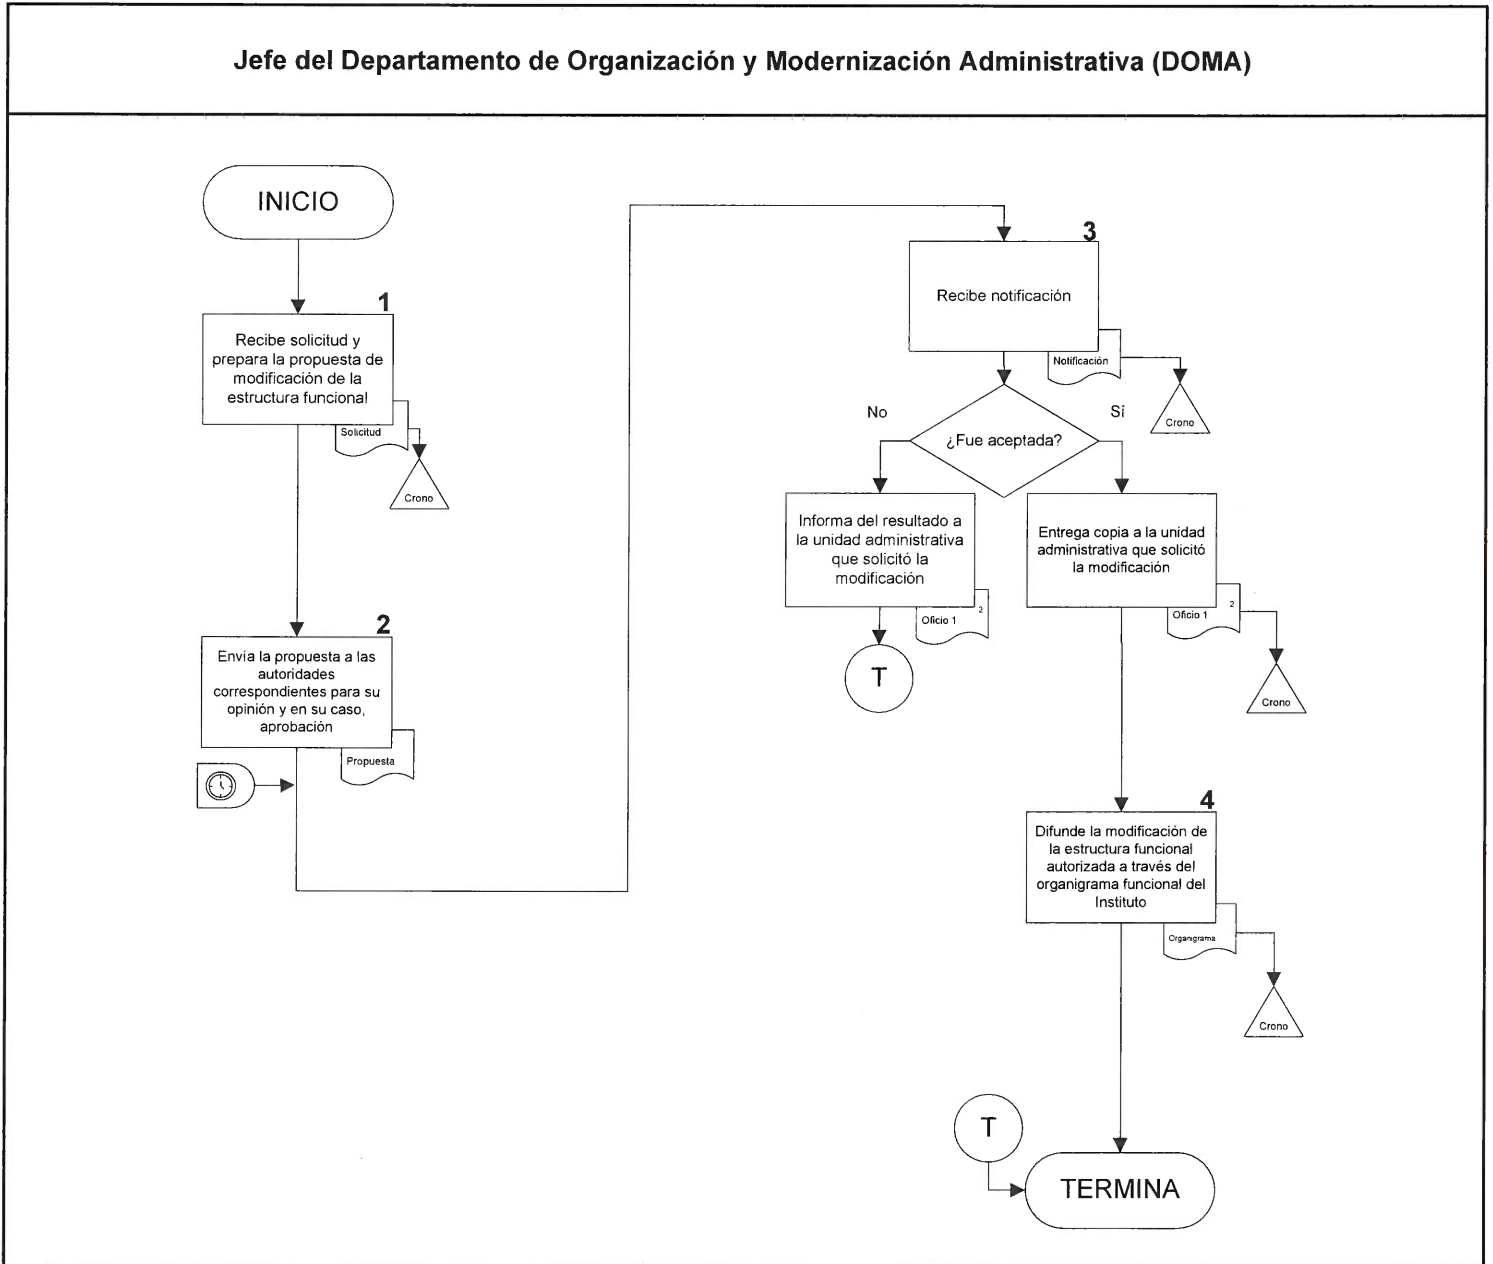 Jefe del Departamento de Organización y Modernización Administrativa (DOMA)
INICIO
1
Recibe solicitud y
prepara la propuesta de
modificación de la
estructura funcional
Solicitud
Crono
2
Envía la propuesta a las
autoridades
correspondientes para su
opinión y en su caso,
aprobación
Propuesta
3
Recibe notificación
Notificación
Crono
¿Fue aceptada?
No
Sí
Informa del resultado a
la unidad administrativa
que solicitó la
modificación
2
Oficio 1
T
Entrega copia a la unidad
administrativa que solicitó
la modificación
2
Oficio 1
Crono
4
Difunde la modificación de
la estructura funcional
autorizada a través del
organigrama funcional del
Instituto
Organigrama
Crono
T
TERMINA